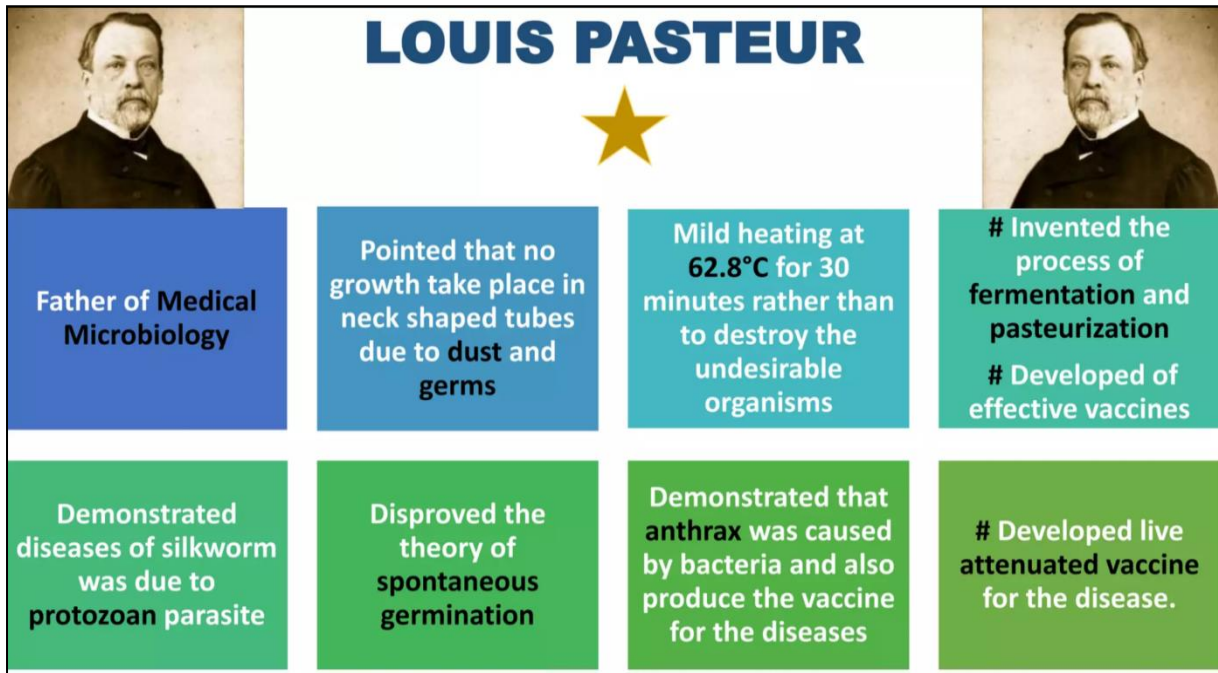 LOUIS PASTEUR
Father of Medical
Microbiology
Pointed that no
growth take place in
neck shaped tubes
due to dust and
germs
Mild heating at
62.8°C for 30
minutes rather than
to destroy the
undesirable
organisms
# Invented the
process of
fermentation and
pasteurization
# Developed of
effective vaccines
Demonstrated
diseases of silkworm
was due to
protozoan parasite
Disproved the
theory of
spontaneous
germination
Demonstrated that
anthrax was caused
by bacteria and also
produce the vaccine
for the diseases
# Developed live
attenuated vaccine
for the disease.